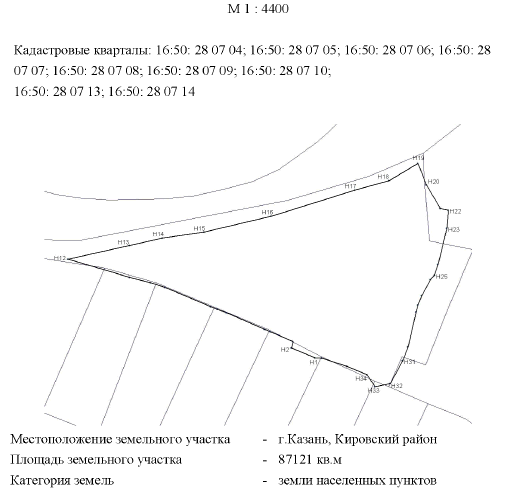 М 1 : 4400
Кадастровые кварталы: 16:50: 28 07 04; 16:50: 28 07 05; 16:50: 28 07 06; 16:50: 28
07 07; 16:50: 28 07 08; 16:50: 28 07 09; 16:50: 28 07 10;
16:50: 28 07 13; 16:50: 28 07 14
Н19
Н18
Н20
Н17
Н22
Н16
Н23
Н15
Н14
Н13
Н12
Н25
Н2
Н1
Н31
Н34
Н32
Н33
Местоположение земельного участка - г.Казань, Кировский район
Площадь земельного участка - 87121 кв.м
Категория земель - земли населенных пунктов